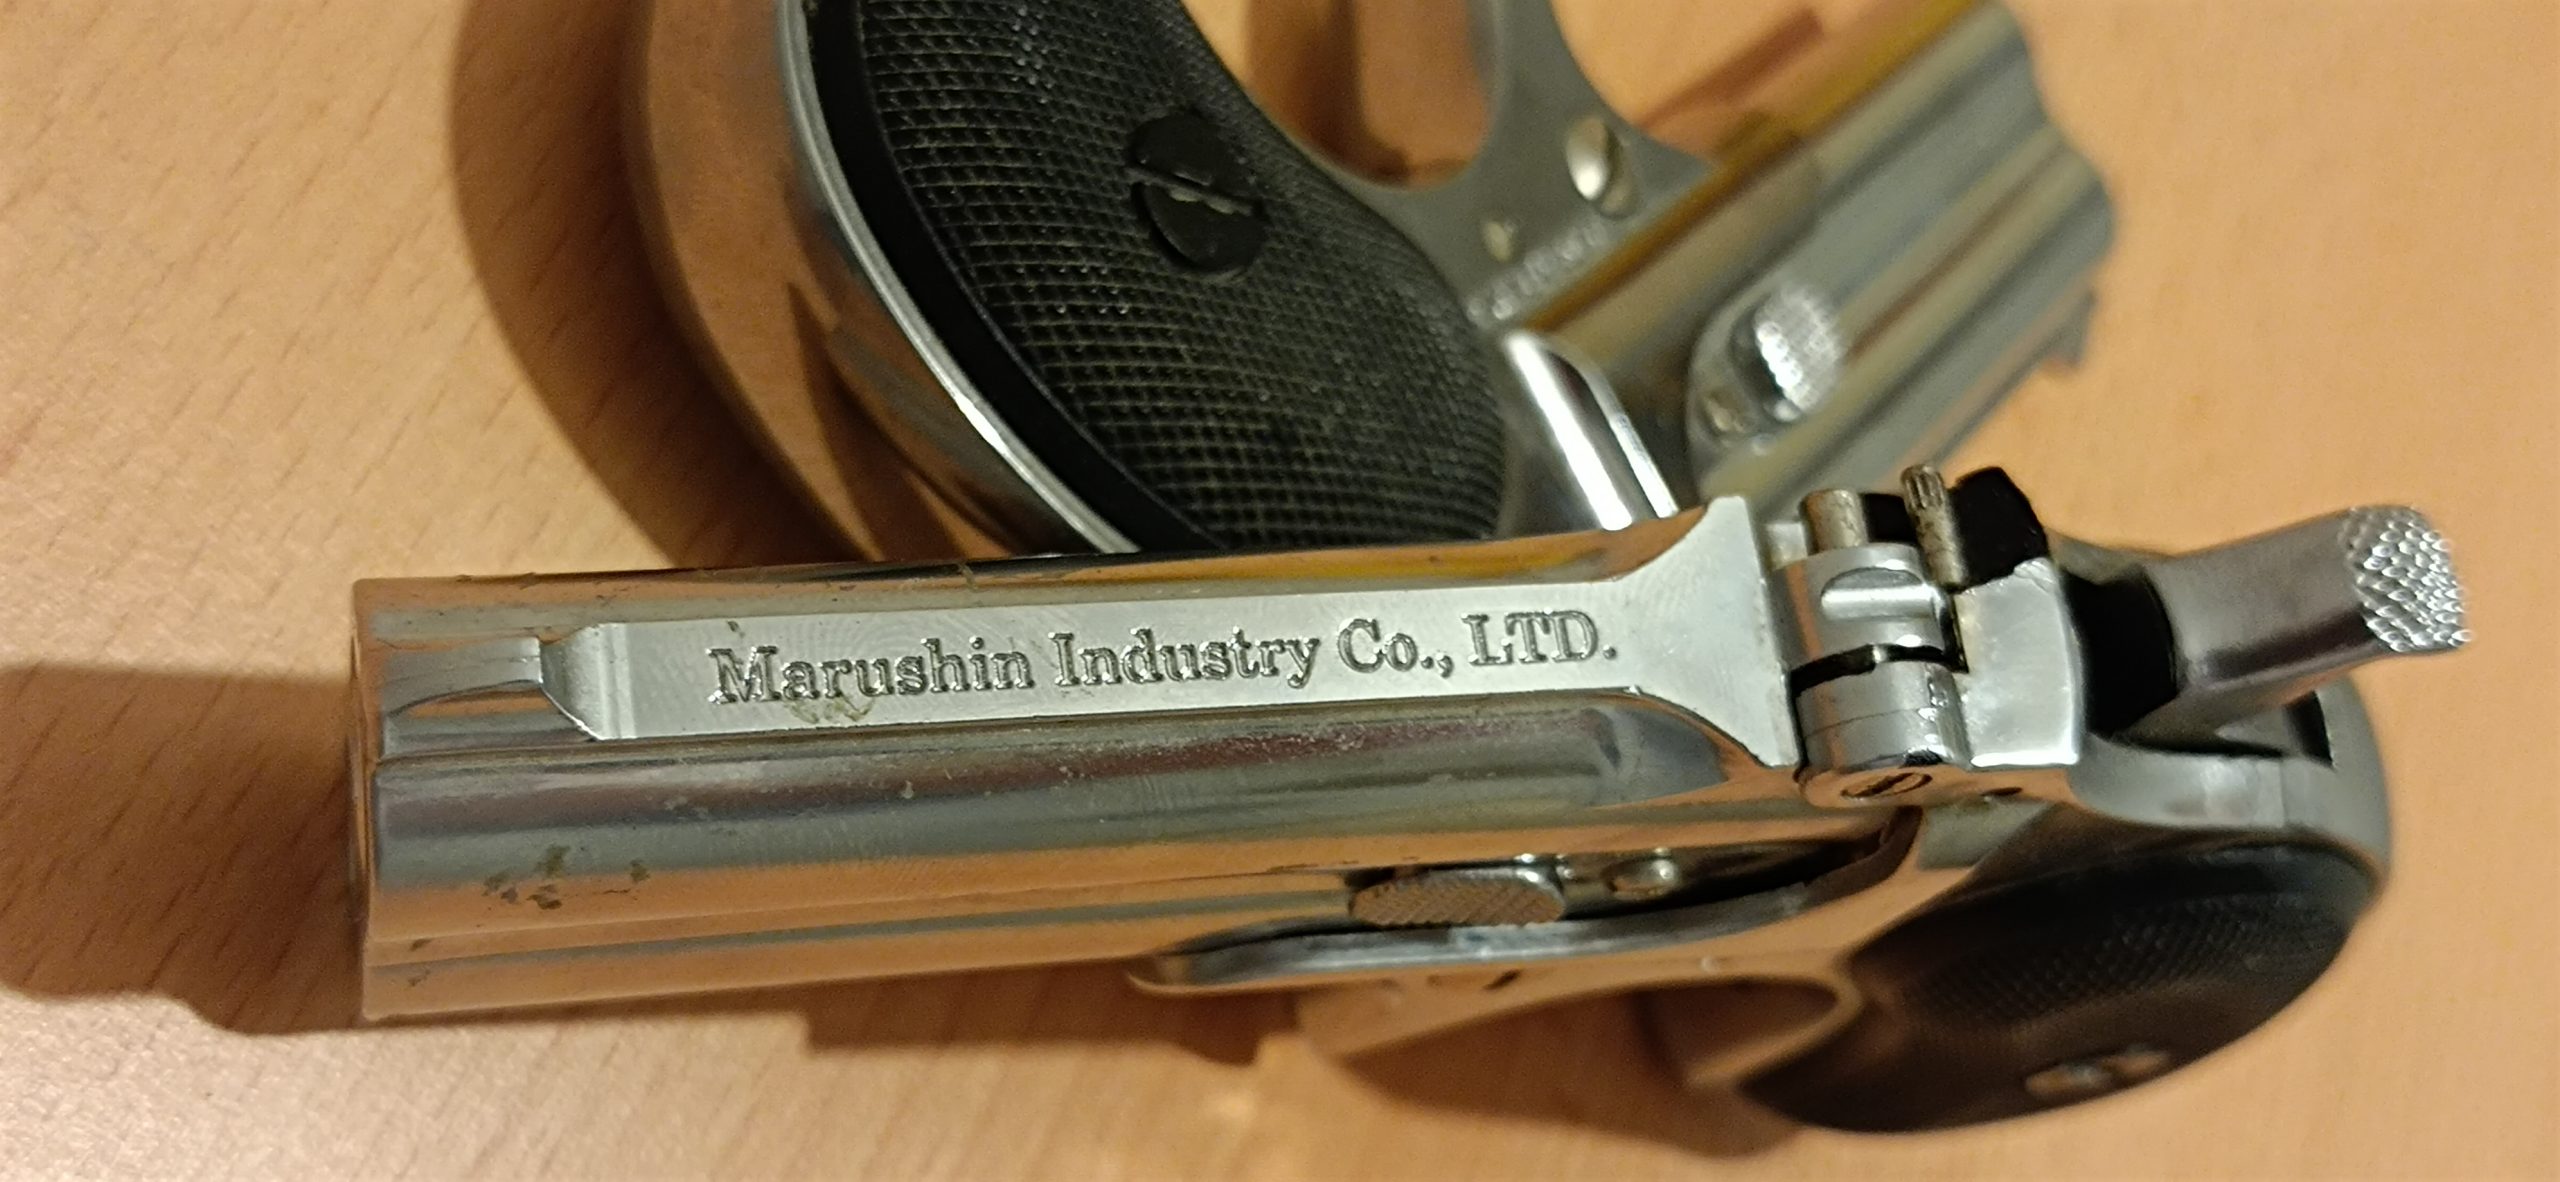 Marushin Industry Co., LTD.